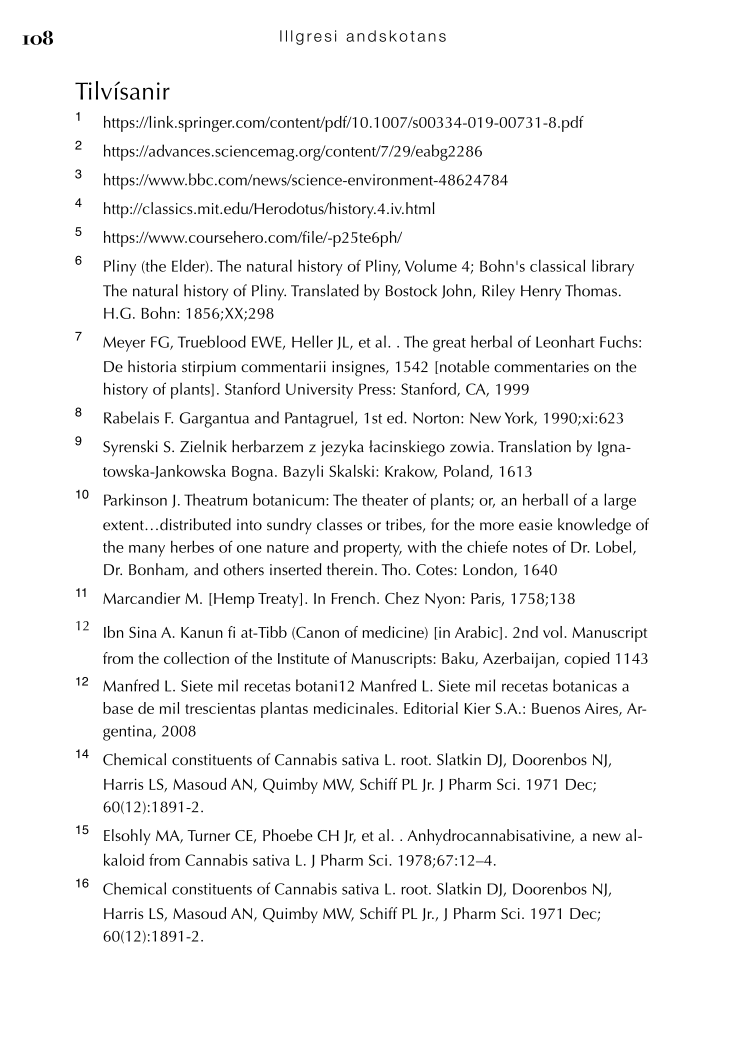 108
Illgresi andskotans
Tilvísanir
1 https://link.springer.com/content/pdf/10.1007/s00334-019-00731-8.pdf
2 https://advances.sciencemag.org/content/7/29/eabg2286
3 https://www.bbc.com/news/science-environment-48624784
4 http://classics.mit.edu/Herodotus/history.4.iv.html
5 https://www.coursehero.com/file/-p25te6ph/
6 Pliny (the Elder). The natural history of Pliny, Volume 4; Bohn's classical library
The natural history of Pliny. Translated by Bostock John, Riley Henry Thomas.
H.G. Bohn: 1856;XX;298
7 Meyer FG, Trueblood EWE, Heller JL, et al. . The great herbal of Leonhart Fuchs:
De historia stirpium commentarii insignes, 1542 [notable commentaries on the
history of plants]. Stanford University Press: Stanford, CA, 1999
8 Rabelais F. Gargantua and Pantagruel, 1st ed. Norton: New York, 1990;xi:623
9 Syrenski S. Zielnik herbarzem z jezyka łacinskiego zowia. Translation by Igna-
towska-Jankowska Bogna. Bazyli Skalski: Krakow, Poland, 1613
10 Parkinson J. Theatrum botanicum: The theater of plants; or, an herball of a large
extent…distributed into sundry classes or tribes, for the more easie knowledge of
the many herbes of one nature and property, with the chiefe notes of Dr. Lobel,
Dr. Bonham, and others inserted therein. Tho. Cotes: London, 1640
11 Marcandier M. [Hemp Treaty]. In French. Chez Nyon: Paris, 1758;138
12 Ibn Sina A. Kanun fi at-Tibb (Canon of medicine) [in Arabic]. 2nd vol. Manuscript
from the collection of the Institute of Manuscripts: Baku, Azerbaijan, copied 1143
12 Manfred L. Siete mil recetas botani12 Manfred L. Siete mil recetas botanicas a
base de mil trescientas plantas medicinales. Editorial Kier S.A.: Buenos Aires, Ar-
gentina, 2008
14 Chemical constituents of Cannabis sativa L. root. Slatkin DJ, Doorenbos NJ,
Harris LS, Masoud AN, Quimby MW, Schiff PL Jr. J Pharm Sci. 1971 Dec;
60(12):1891-2.
15 Elsohly MA, Turner CE, Phoebe CH Jr, et al. . Anhydrocannabisativine, a new al-
kaloid from Cannabis sativa L. J Pharm Sci. 1978;67:12–4.
16 Chemical constituents of Cannabis sativa L. root. Slatkin DJ, Doorenbos NJ,
Harris LS, Masoud AN, Quimby MW, Schiff PL Jr., J Pharm Sci. 1971 Dec;
60(12):1891-2.